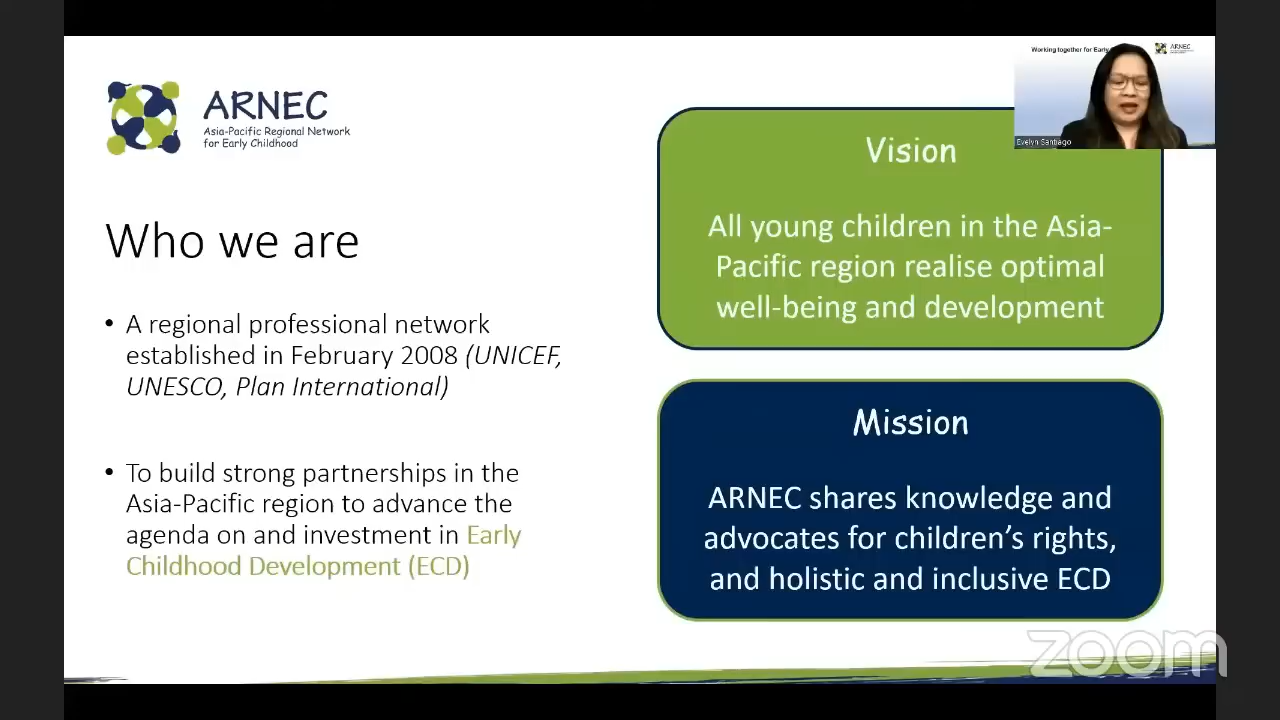 ARNEC
Asia-Pacific Regional Network
for Early Childhood
Who we are
• A regional professional network
established in February 2008 (UNICEF,
UNESCO, Plan International)
• To build strong partnerships in the
Asia-Pacific region to advance the
agenda on and investment in Early
Childhood Development (ECD)
Working together for Early
ARNEC
Evelyn Santiago
Vision
All young children in the Asia-
Pacific region realise optimal
well-being and development
Mission
ARNEC shares knowledge and
advocates for children’s rights,
and holistic and inclusive ECD
zoom